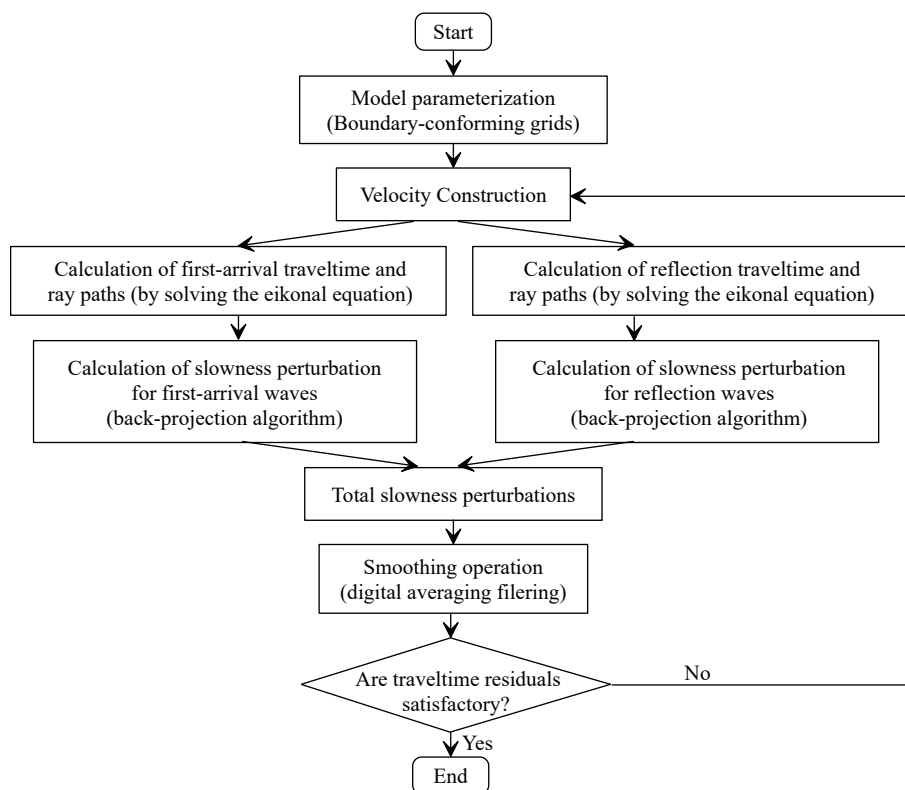 Start
Model parameterization
(Boundary-conforming grids)
Velocity Construction
Calculation of first-arrival traveltime and
ray paths (by solving the eikonal equation)
Calculation of reflection traveltime and
ray paths (by solving the eikonal equation)
Calculation of slowness perturbation
for first-arrival waves
(back-projection algorithm)
Calculation of slowness perturbation
for reflection waves
(back-projection algorithm)
Total slowness perturbations
Smoothing operation
(digital averaging filering)
Are traveltime residuals
satisfactory?
No
Yes
End